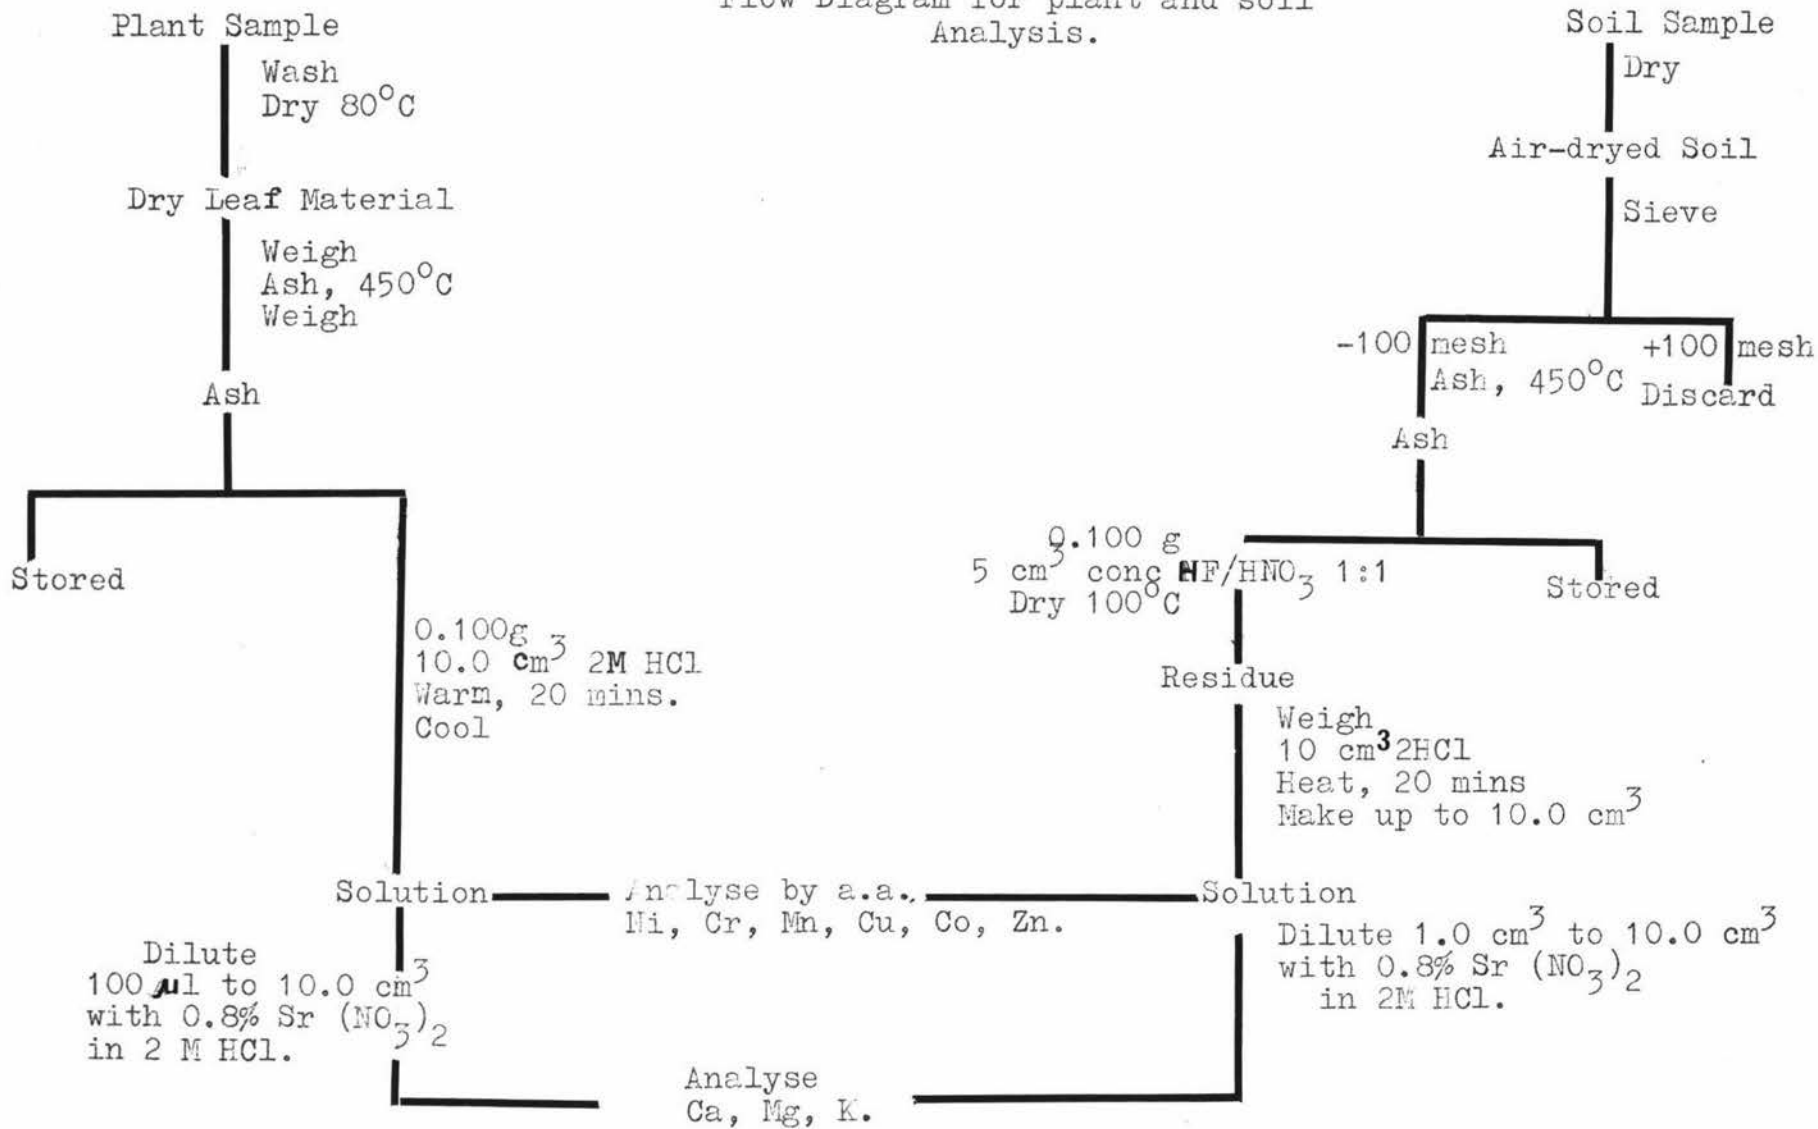 Flow Diagram for plant and soil
Analysis.
Plant Sample
Wash
Dry 80°C
Dry Leaf Material
Weigh
Ash, 450°C
Weigh
Ash
Stored
0.100g
10.0 cm³ 2M HCl
Warm, 20 mins.
Cool
Solution
Dilute
100 µl to 10.0 cm³
with 0.8% Sr (NO₃)₂
in 2 M HCl.
Analyse by a.a.,
Ni, Cr, Mn, Cu, Co, Zn.
Analyse
Ca, Mg, K.
Soil Sample
Dry
Air-dried Soil
Sieve
-100 mesh
Ash, 450°C
+100 mesh
Discard
Ash
0.100 g
5 cm³ conc HF/HNO₃ 1:1
Dry 100°C
Stored
Residue
Weigh
10 cm³ 2HCl
Heat, 20 mins
Make up to 10.0 cm³
Solution
Dilute 1.0 cm³ to 10.0 cm³
with 0.8% Sr (NO₃)₂
in 2M HCl.